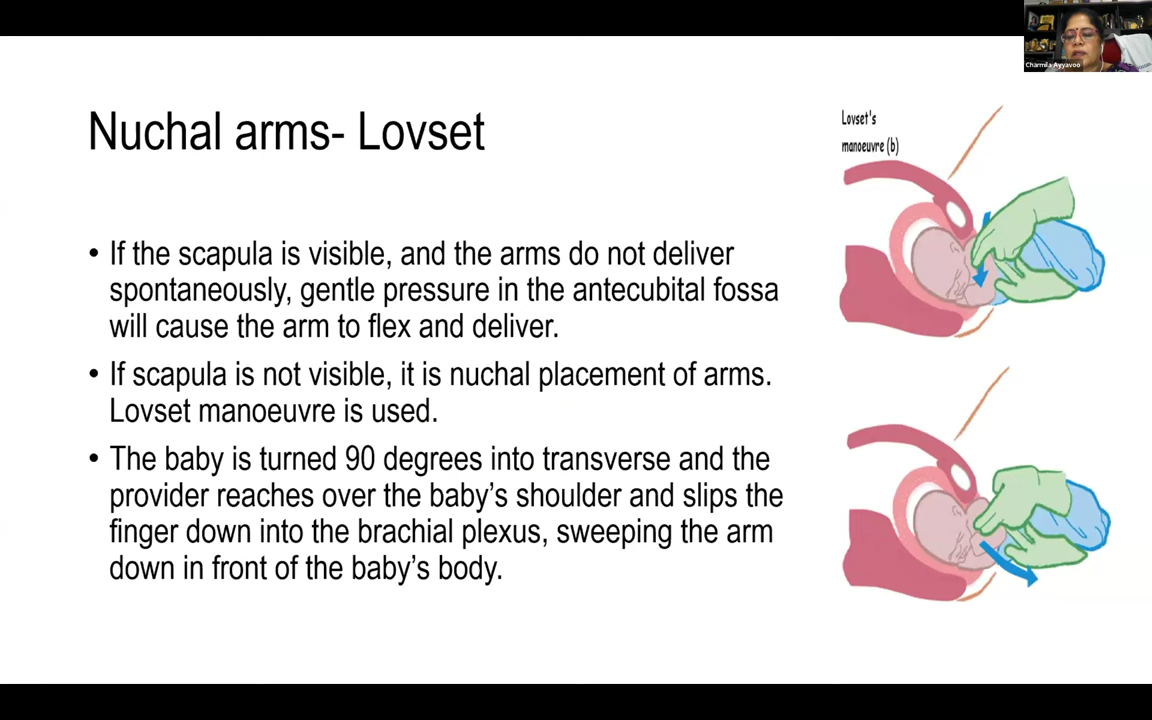 Charmila Ayyavoo
Nuchal arms- Lovset
Lovset's
manoeuvre (b)
• If the scapula is visible, and the arms do not deliver
spontaneously, gentle pressure in the antecubital fossa
will cause the arm to flex and deliver.
• If scapula is not visible, it is nuchal placement of arms.
Lovset manoeuvre is used.
• The baby is turned 90 degrees into transverse and the
provider reaches over the baby’s shoulder and slips the
finger down into the brachial plexus, sweeping the arm
down in front of the baby’s body.